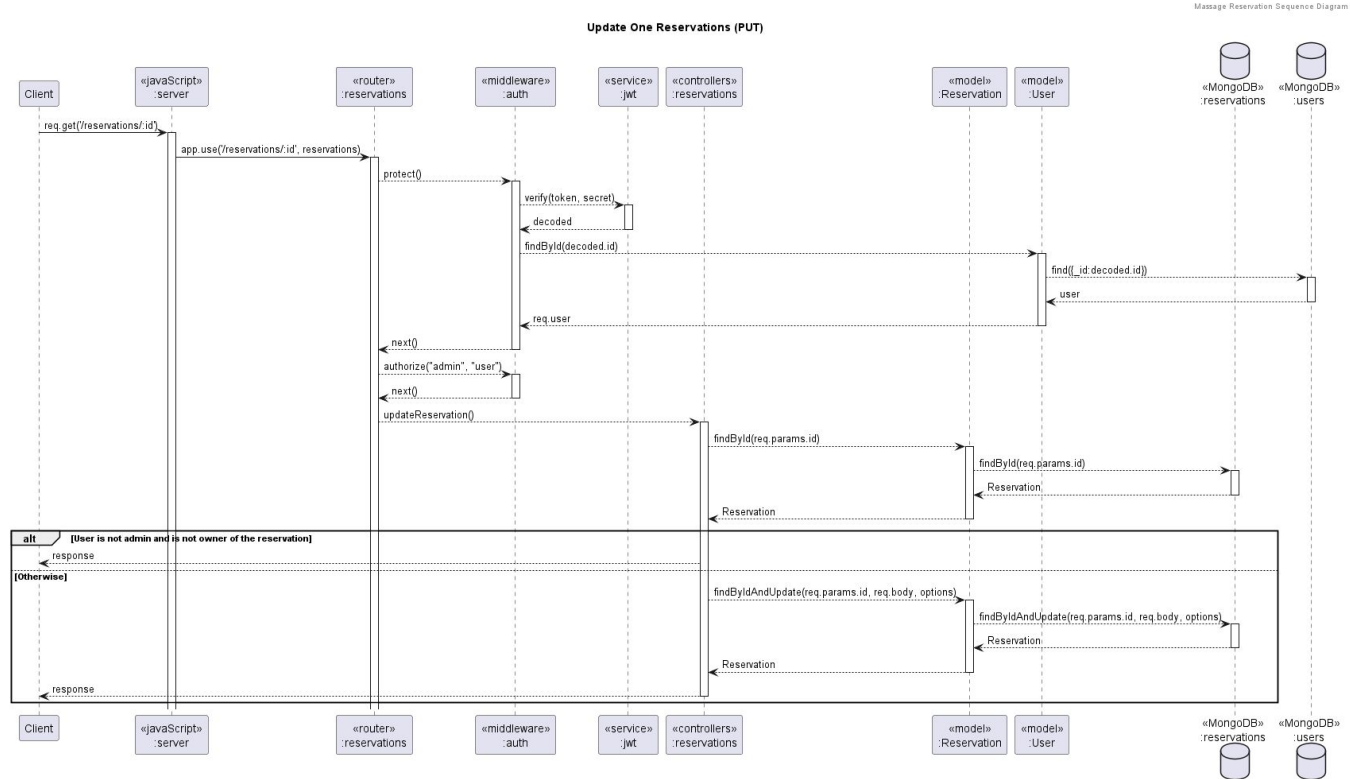 Massage Reservation Sequence Diagram
Update One Reservations (PUT)
Client
«javaScript»
:server
«router»
:reservations
«middleware»
:auth
«service»
:jwt
«controllers»
:reservations
«model»
:Reservation
«model»
:User
«MongoDB»
:reservations
«MongoDB»
:users
req.get('/reservations/:id')
app.use('/reservations/:id', reservations)
protect()
verify(token, secret)
decoded
findById(decoded.id)
find({_id:decoded.id})
user
req.user
next()
authorize("admin", "user")
next()
updateReservation()
findById(req.params.id)
findById(req.params.id)
Reservation
Reservation
alt [User is not admin and is not owner of the reservation]
response
[Otherwise]
findByIdAndUpdate(req.params.id, req.body, options)
findByIdAndUpdate(req.params.id, req.body, options)
Reservation
Reservation
response
Client
«javaScript»
:server
«router»
:reservations
«middleware»
:auth
«service»
:jwt
«controllers»
:reservations
«model»
:Reservation
«model»
:User
«MongoDB»
:reservations
«MongoDB»
:users